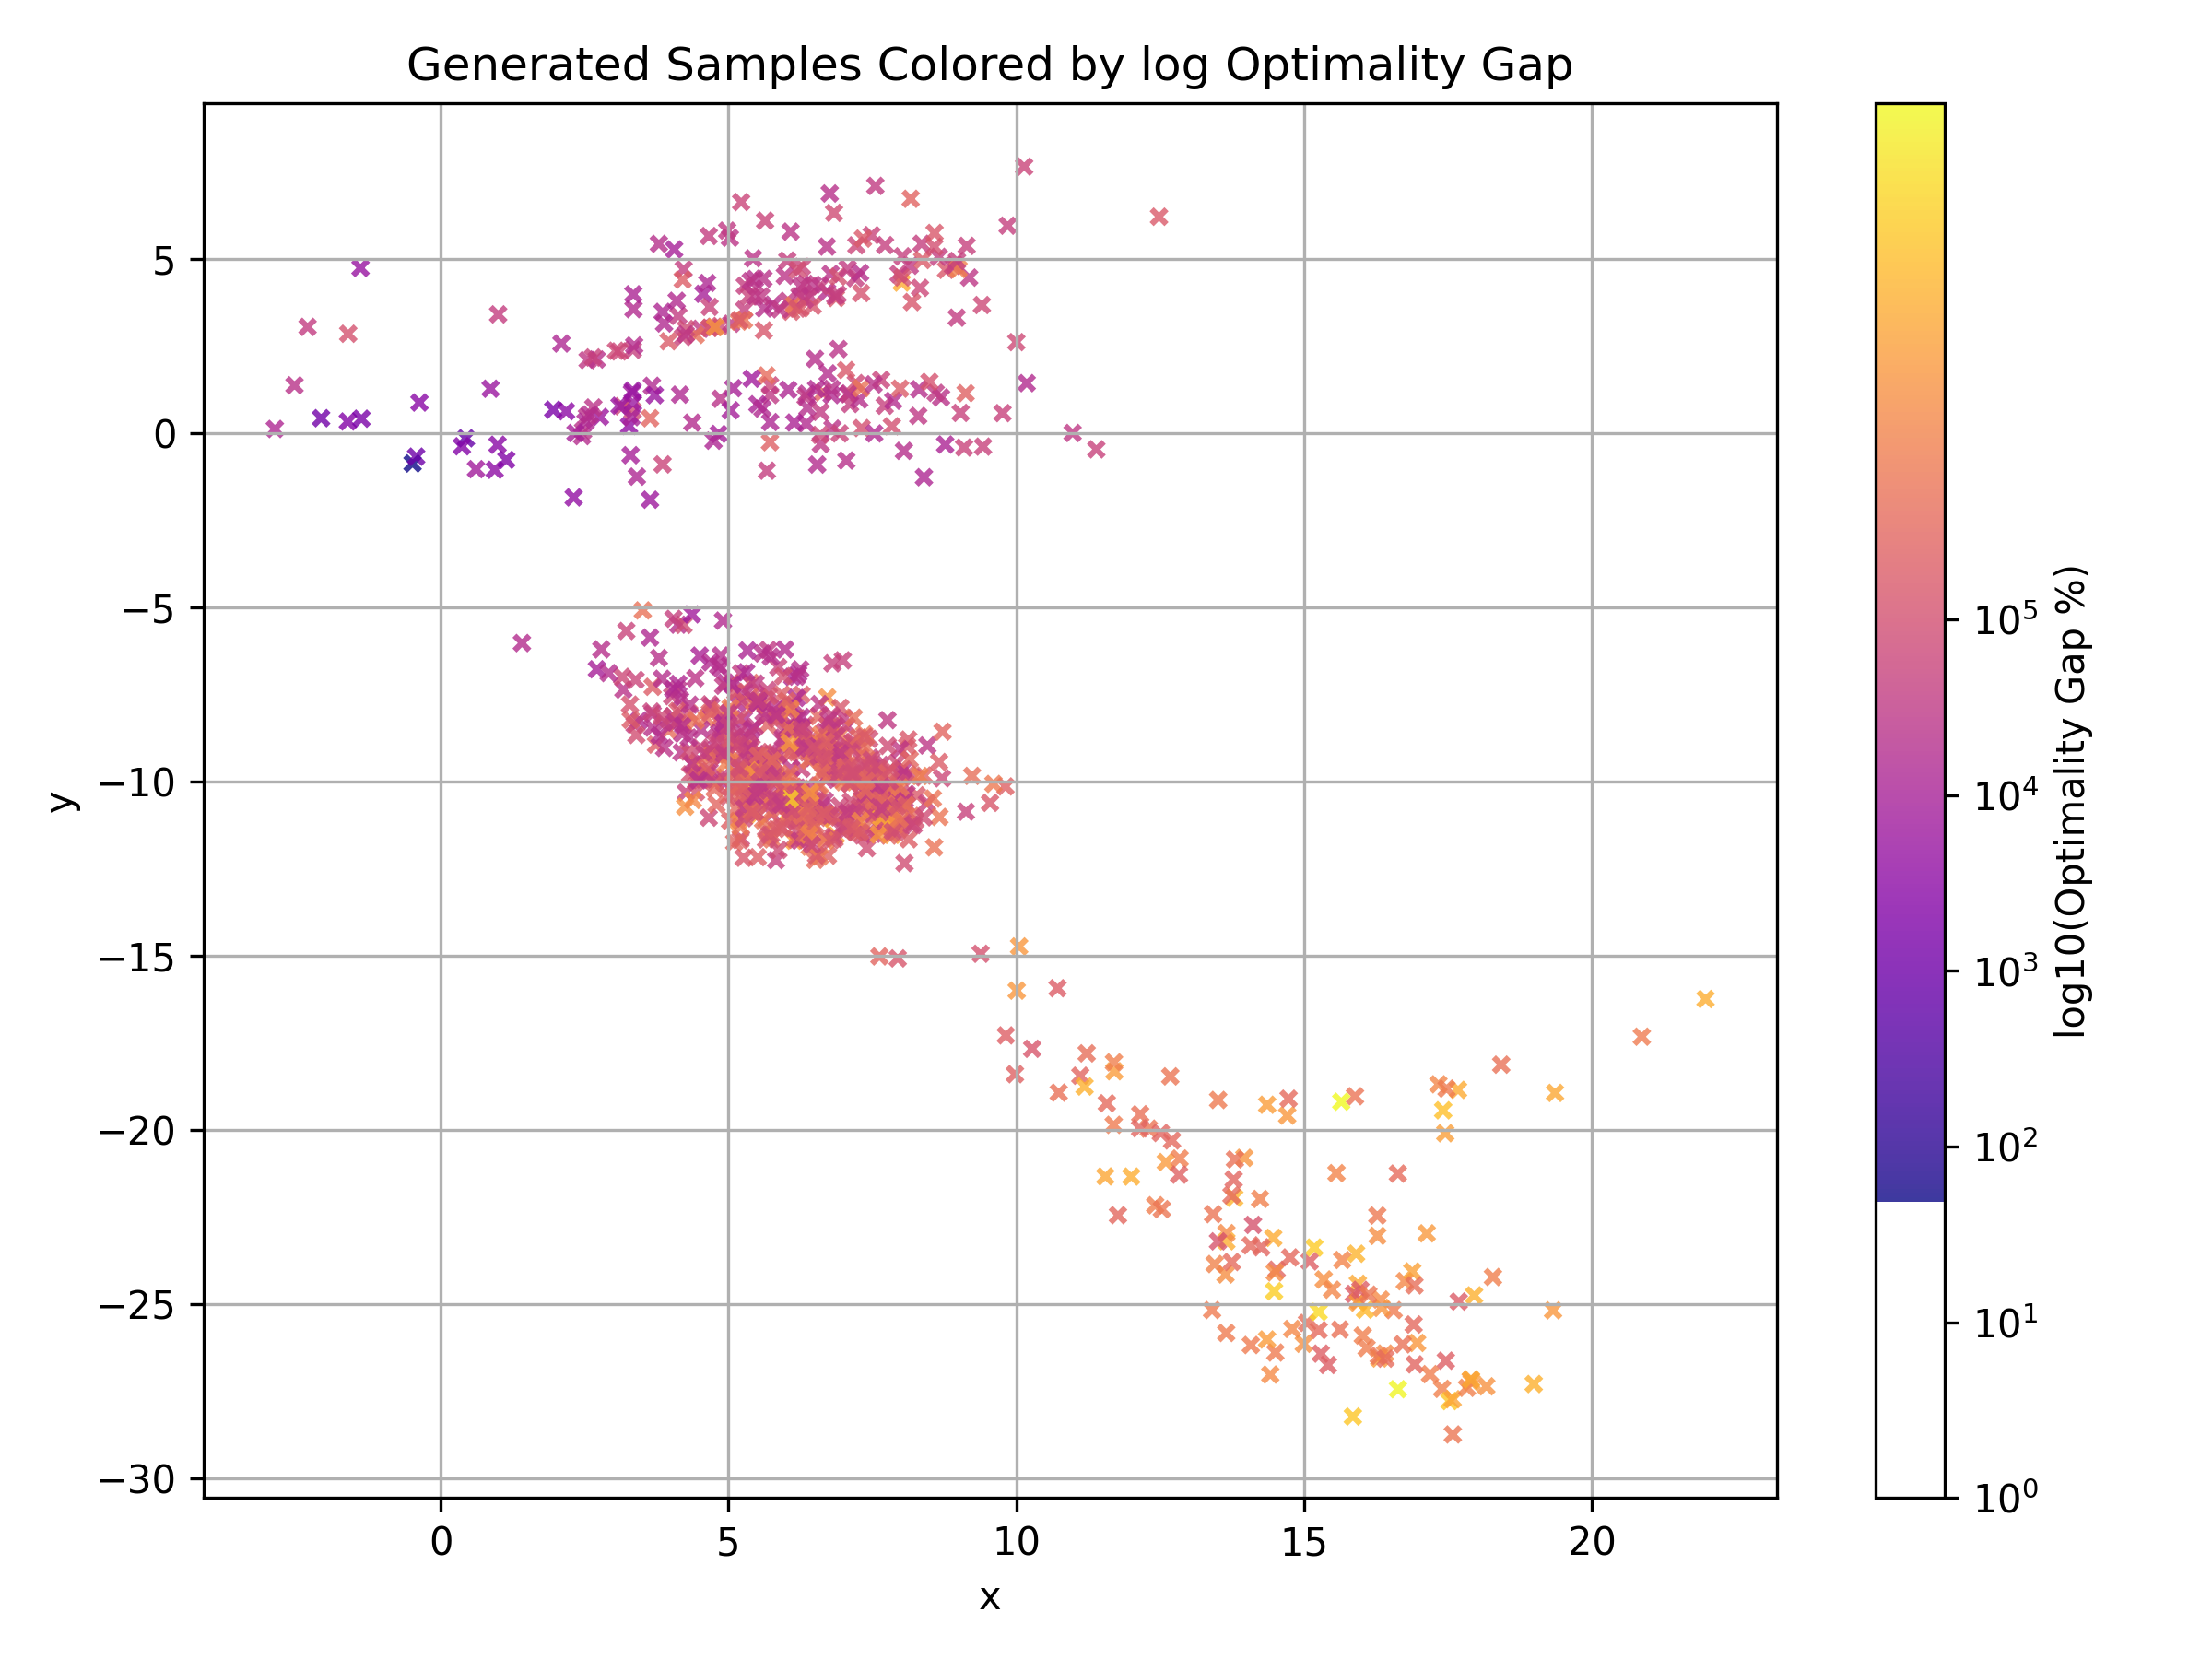 Generated Samples Colored by log Optimality Gap
5
0
−5
−10
−15
−20
−25
−30
y
0 5 10 15 20
x
10⁵
10⁴
10³
10²
10¹
10⁰
log10(Optimality Gap %)